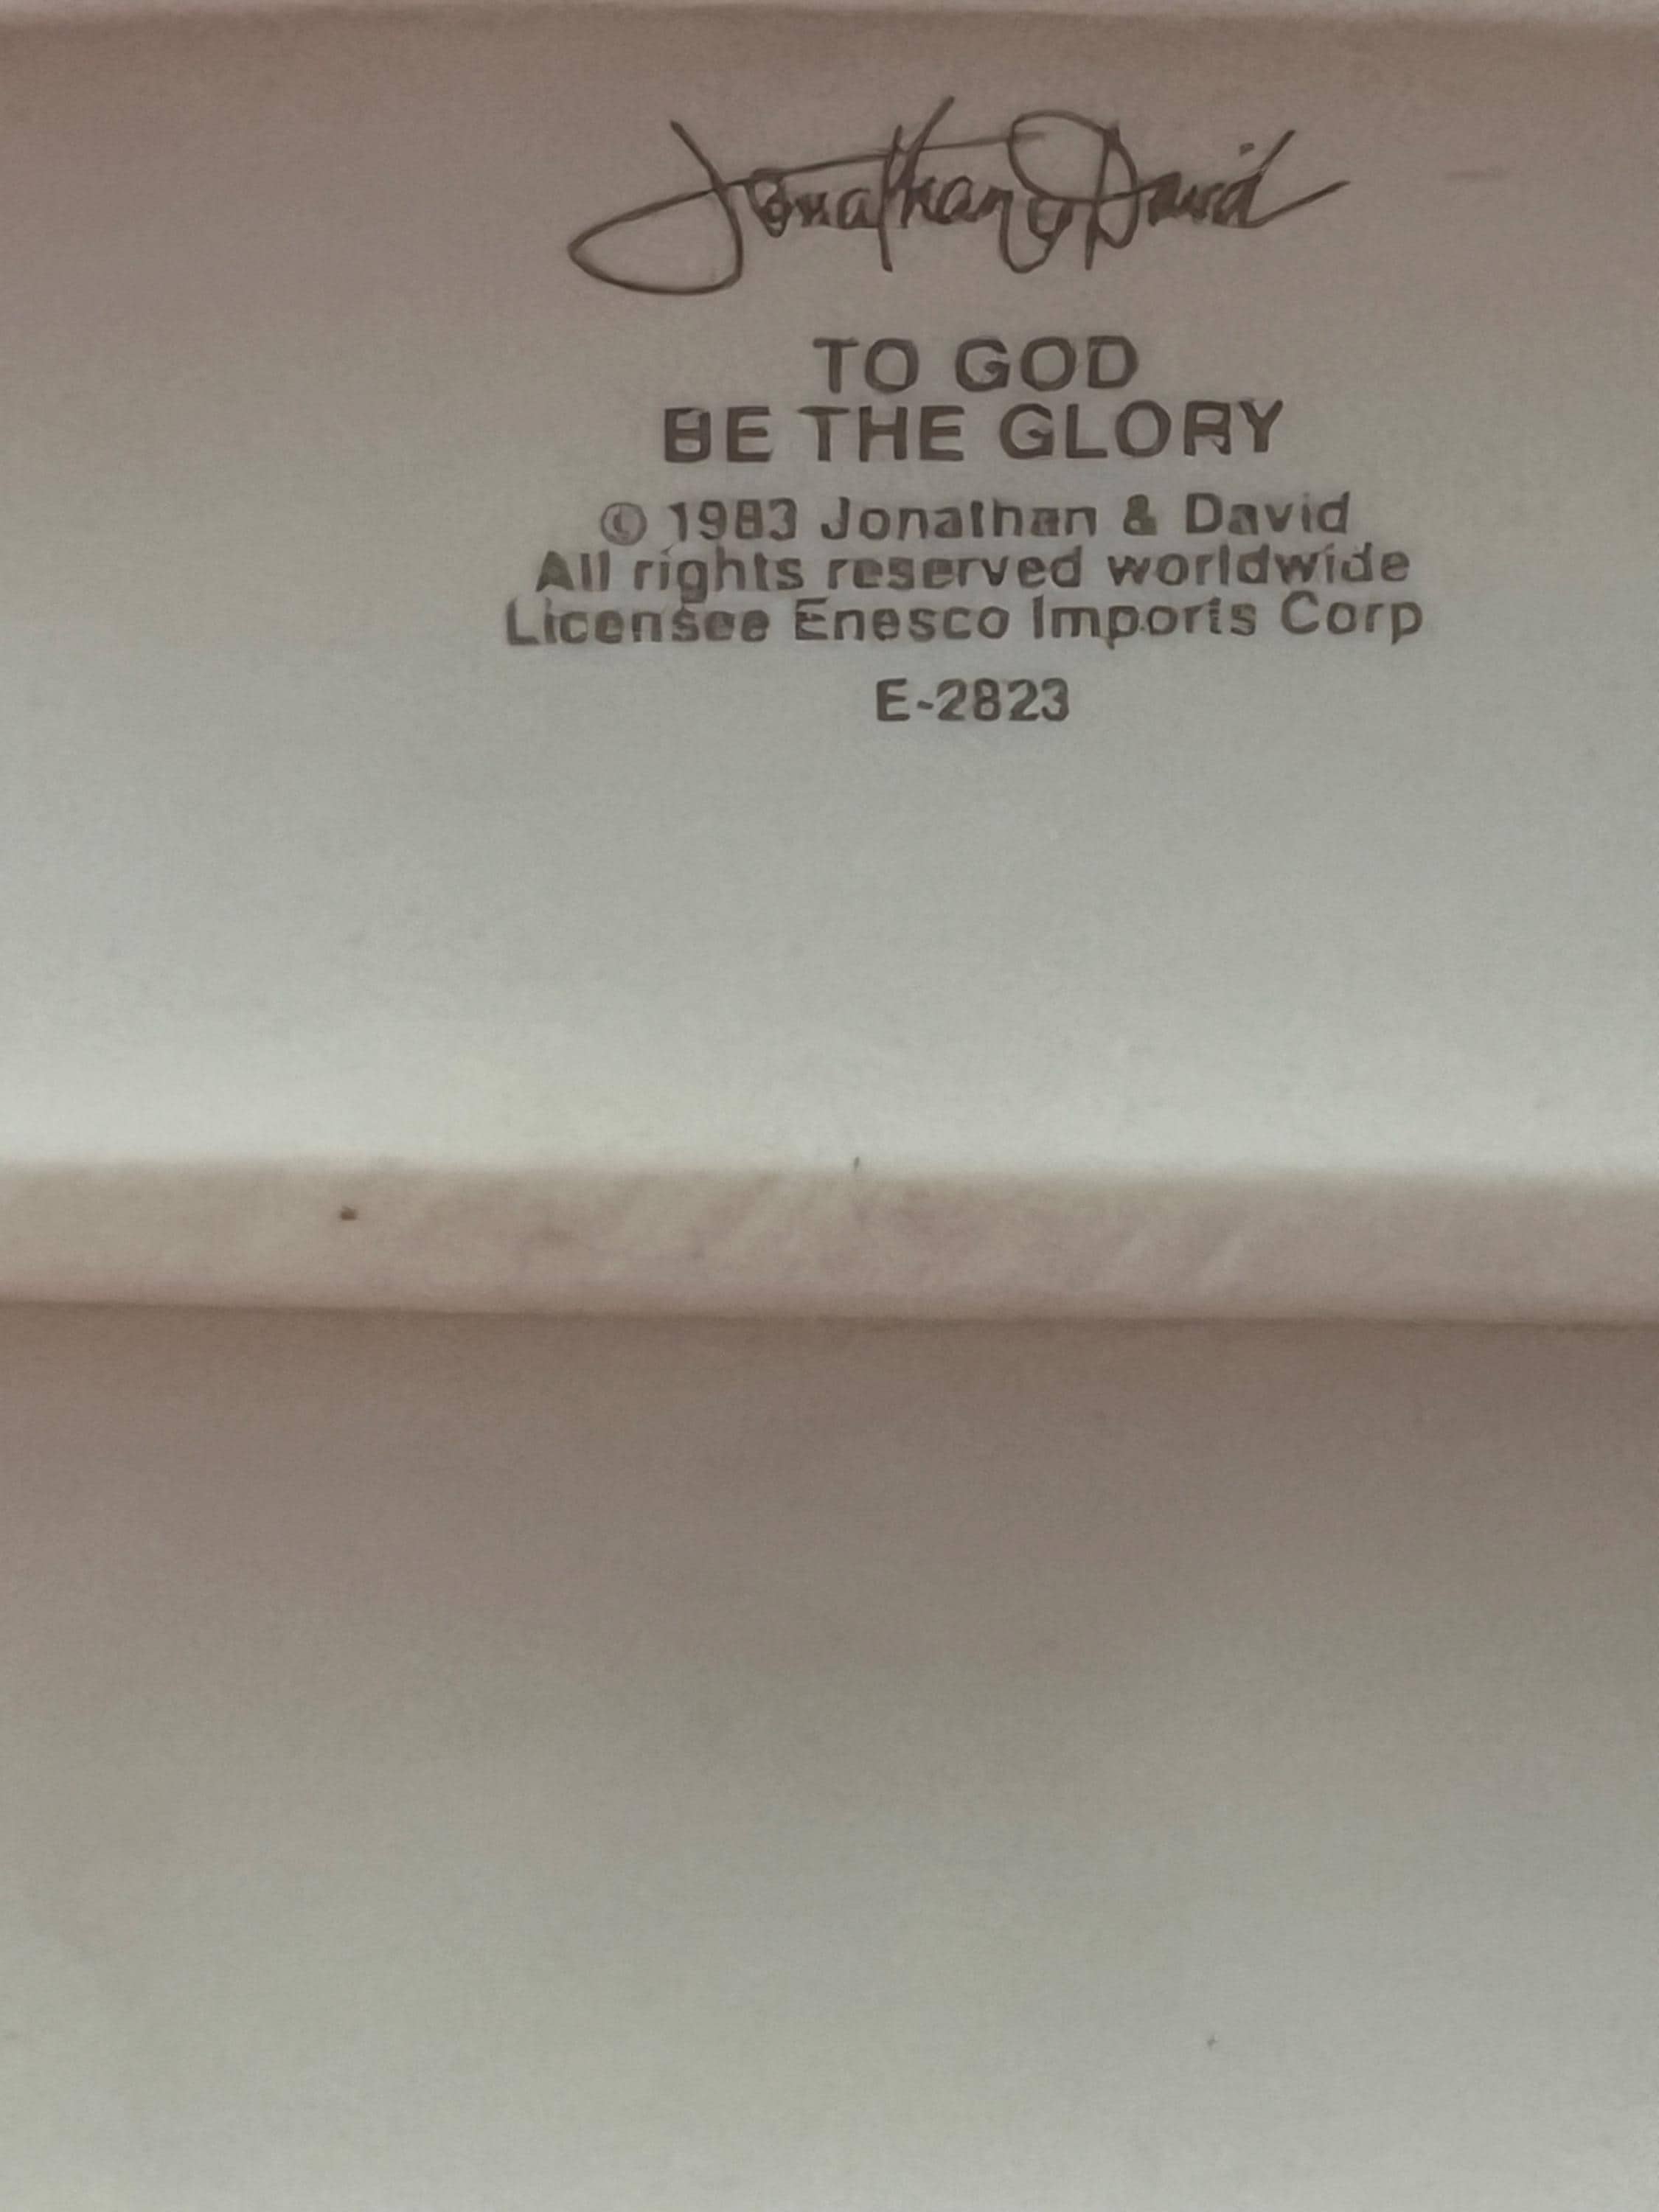 Jonathan & David
TO GOD
BE THE GLORY
© 1983 Jonathan & David
All rights reserved worldwide
Licensee Enesco Imports Corp
E-2823